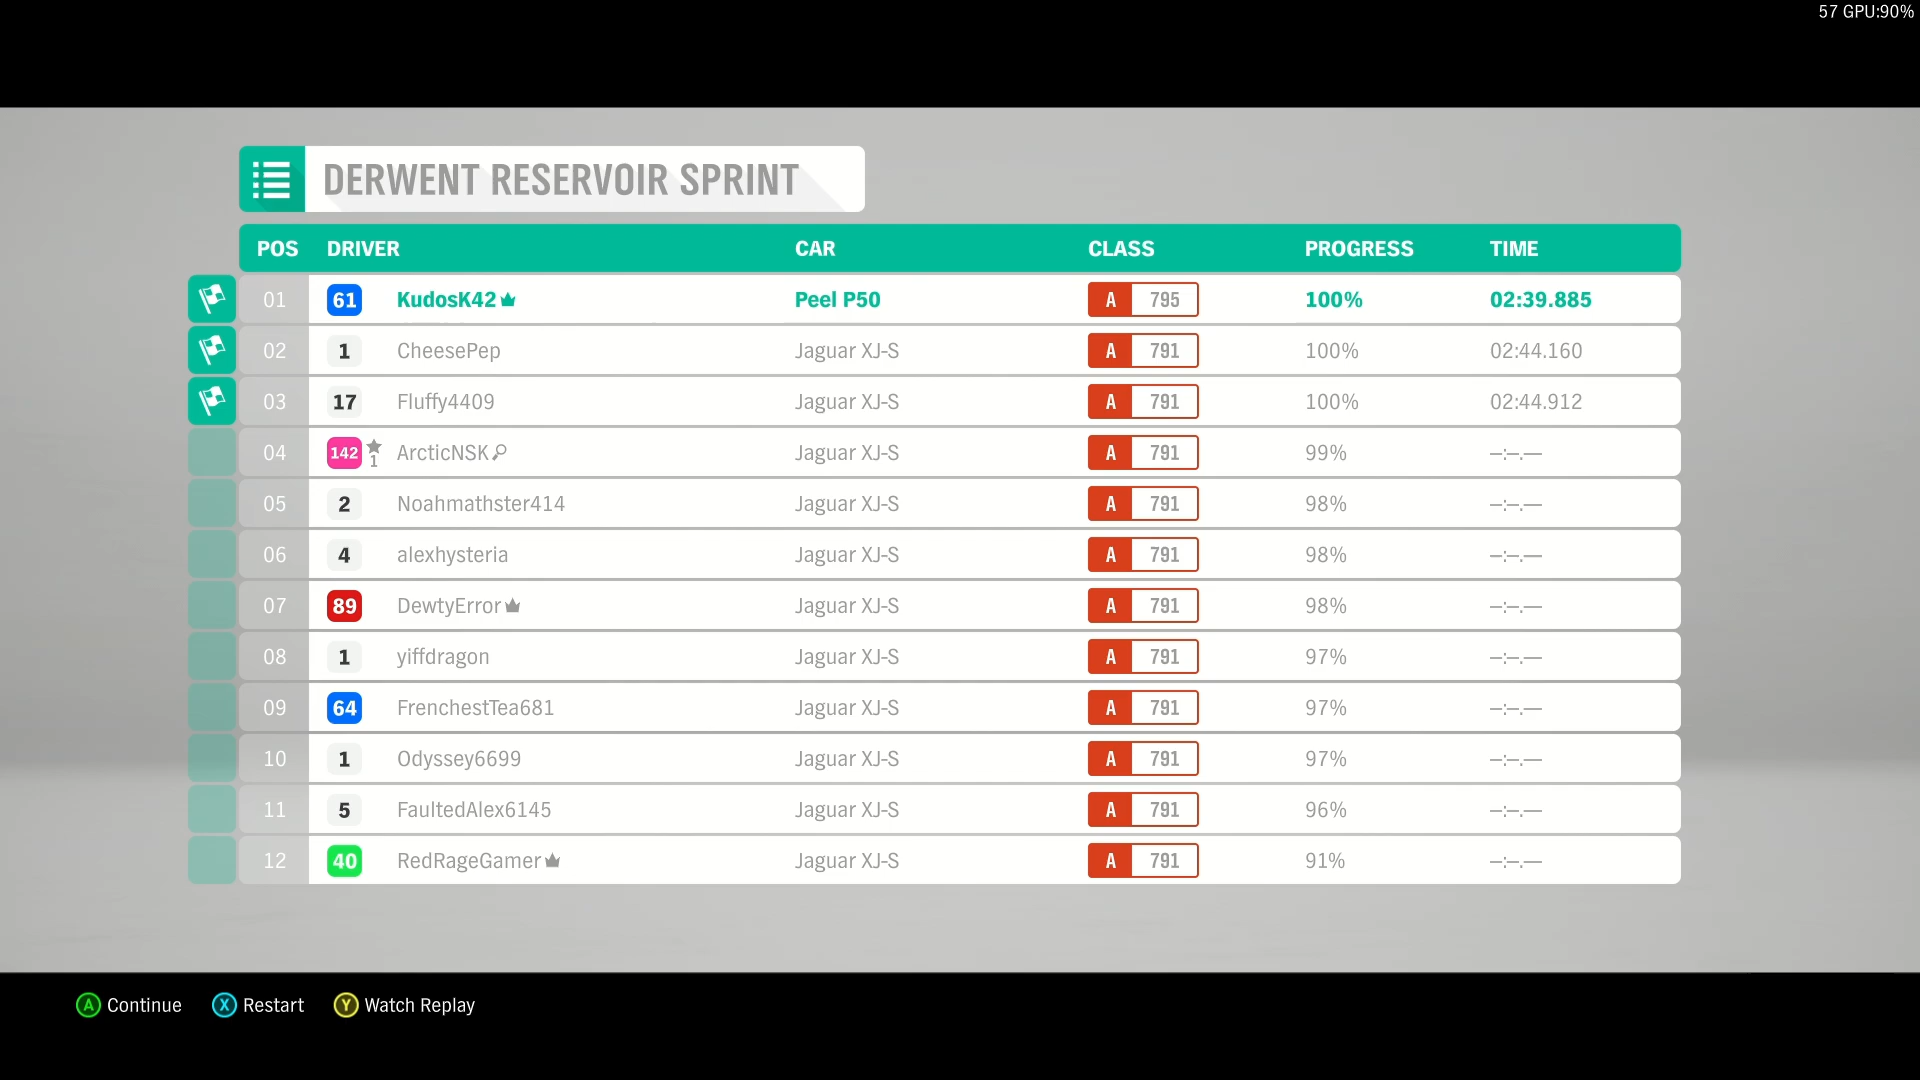 57 GPU:90%
DERWENT RESERVOIR SPRINT
POS DRIVER CAR CLASS PROGRESS TIME
01 61 KudosK42 Peel P50 A 795 100% 02:39.885
02 1 CheesePep Jaguar XJ-S A 791 100% 02:44.160
03 17 Fluffy4409 Jaguar XJ-S A 791 100% 02:44.912
04 142 1 ArcticNSK Jaguar XJ-S A 791 99% –:–.—
05 2 Noahmathster414 Jaguar XJ-S A 791 98% –:–.—
06 4 alexhysteria Jaguar XJ-S A 791 98% –:–.—
07 89 DewtyError Jaguar XJ-S A 791 98% –:–.—
08 1 yiffdragon Jaguar XJ-S A 791 97% –:–.—
09 64 FrenchestTea681 Jaguar XJ-S A 791 97% –:–.—
10 1 Odyssey6699 Jaguar XJ-S A 791 97% –:–.—
11 5 FaultedAlex6145 Jaguar XJ-S A 791 96% –:–.—
12 40 RedRageGamer Jaguar XJ-S A 791 91% –:–.—
A Continue X Restart Y Watch Replay